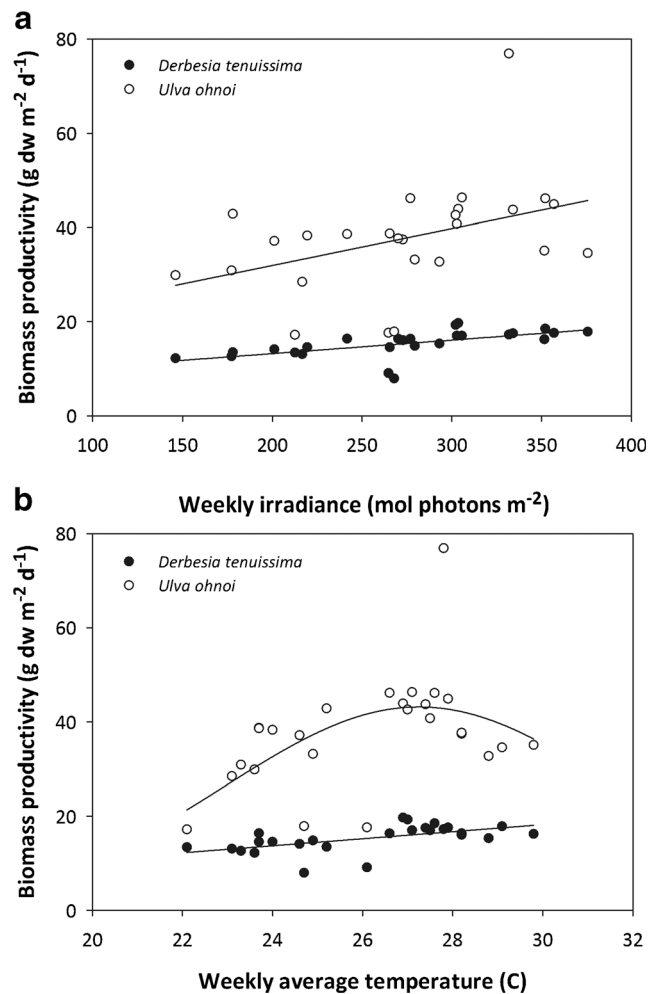 a
80
60
40
20
0
Biomass productivity (g dw m⁻² d⁻¹)
● Derbesia tenuissima
○ Ulva ohnoi
100 150 200 250 300 350 400
Weekly irradiance (mol photons m⁻²)
b
80
60
40
20
0
Biomass productivity (g dw m⁻² d⁻¹)
● Derbesia tenuissima
○ Ulva ohnoi
20 22 24 26 28 30 32
Weekly average temperature (C)